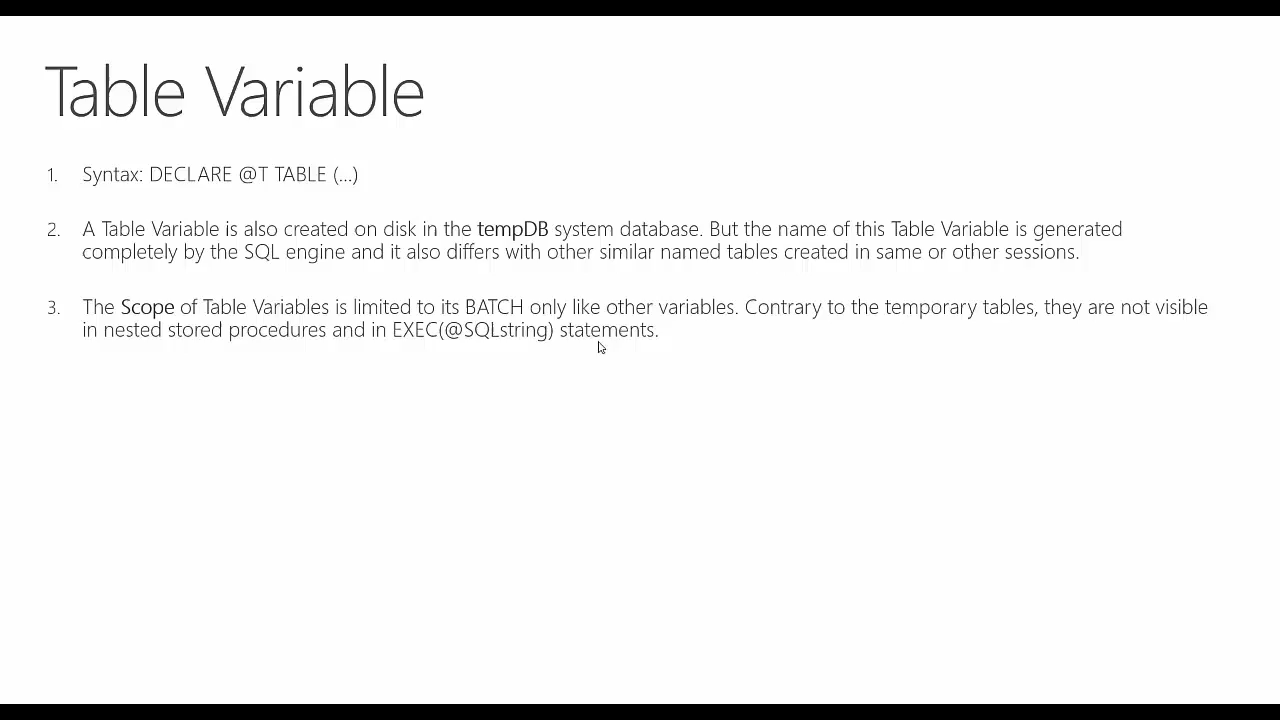 Table Variable
1. Syntax: DECLARE @T TABLE (...)
2. A Table Variable is also created on disk in the tempDB system database. But the name of this Table Variable is generated
completely by the SQL engine and it also differs with other similar named tables created in same or other sessions.
3. The Scope of Table Variables is limited to its BATCH only like other variables. Contrary to the temporary tables, they are not visible
in nested stored procedures and in EXEC(@SQLstring) statements.